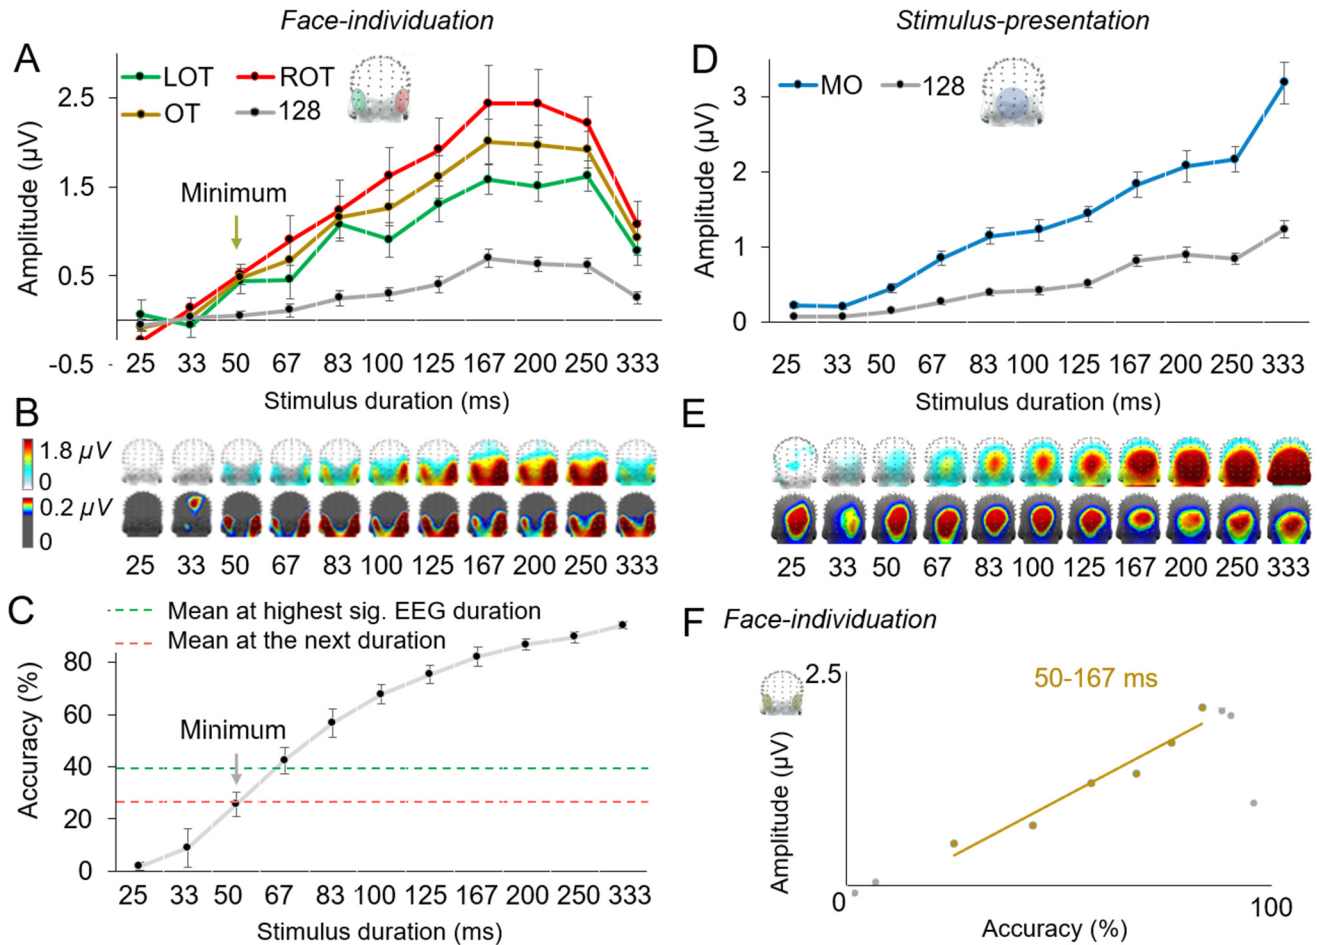 Face-individuation
A
LOT
ROT
OT
128
2.5
1.5
0.5
-0.5
Minimum
Amplitude (µV)
25 33 50 67 83 100 125 167 200 250 333
Stimulus duration (ms)
B
1.8 µV
0
0.2 µV
0
25 33 50 67 83 100 125 167 200 250 333
C
Mean at highest sig. EEG duration
Mean at the next duration
80
60
40
20
0
Minimum
Accuracy (%)
25 33 50 67 83 100 125 167 200 250 333
Stimulus duration (ms)
Stimulus-presentation
D
MO
128
3
2
1
0
Amplitude (µV)
25 33 50 67 83 100 125 167 200 250 333
Stimulus duration (ms)
E
25 33 50 67 83 100 125 167 200 250 333
F
Face-individuation
2.5
50-167 ms
Amplitude (µV)
0
100
Accuracy (%)